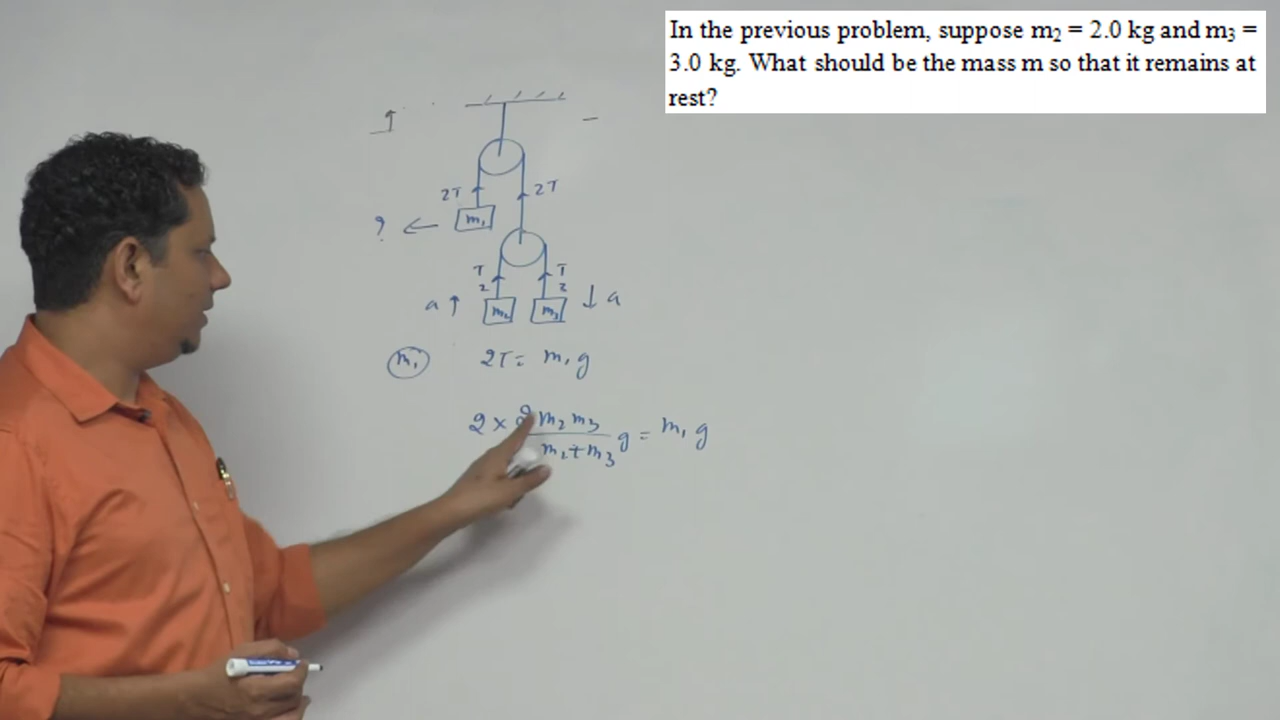 In the previous problem, suppose m₂ = 2.0 kg and m₃ =
3.0 kg. What should be the mass m so that it remains at
rest?
2T 2T
? ← m₁
T T
2 2
a ↑ m₂ m₃ ↓ a
m₁ 2T = m₁g
2 × 2m₂m₃/m₂+m₃ g = m₁g